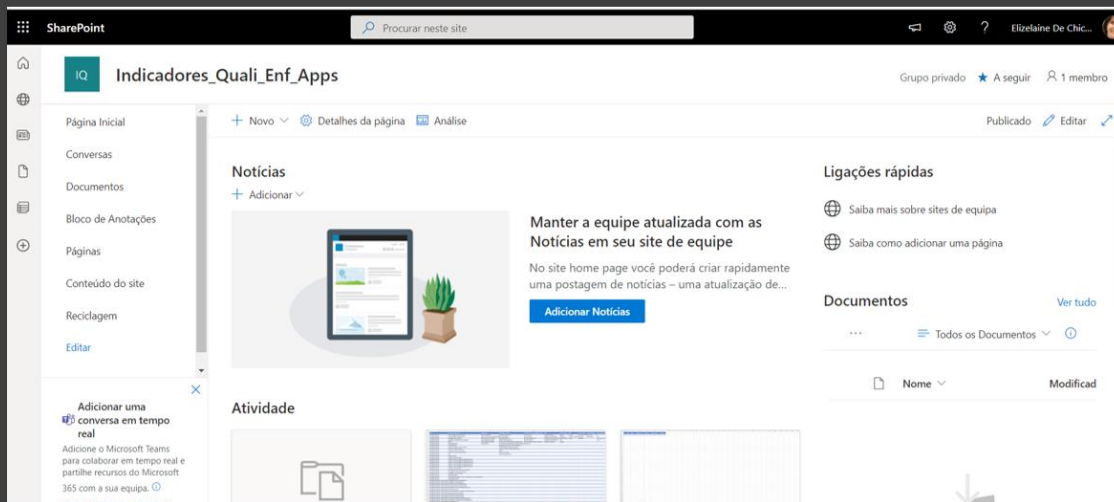 SharePoint
Procurar neste site
Elizelaine De Chic...
IQ
Indicadores_Quali_Enf_Apps
Grupo privado
A seguir
1 membro
Página Inicial
Conversas
Documentos
Bloco de Anotações
Páginas
Conteúdo do site
Reciclagem
Editar
Adicionar uma
conversa em tempo
real
Adicione o Microsoft Teams
para colaborar em tempo real e
partilhe recursos do Microsoft
365 com a sua equipa.
Novo
Detalhes da página
Análise
Publicado
Editar
Notícias
Adicionar
Manter a equipe atualizada com as
Notícias em seu site de equipe
No site home page você poderá criar rapidamente
uma postagem de notícias – uma atualização de...
Adicionar Notícias
Atividade
Ligações rápidas
Saiba mais sobre sites de equipa
Saiba como adicionar uma página
Documentos
Ver tudo
...
Todos os Documentos
Nome
Modificad